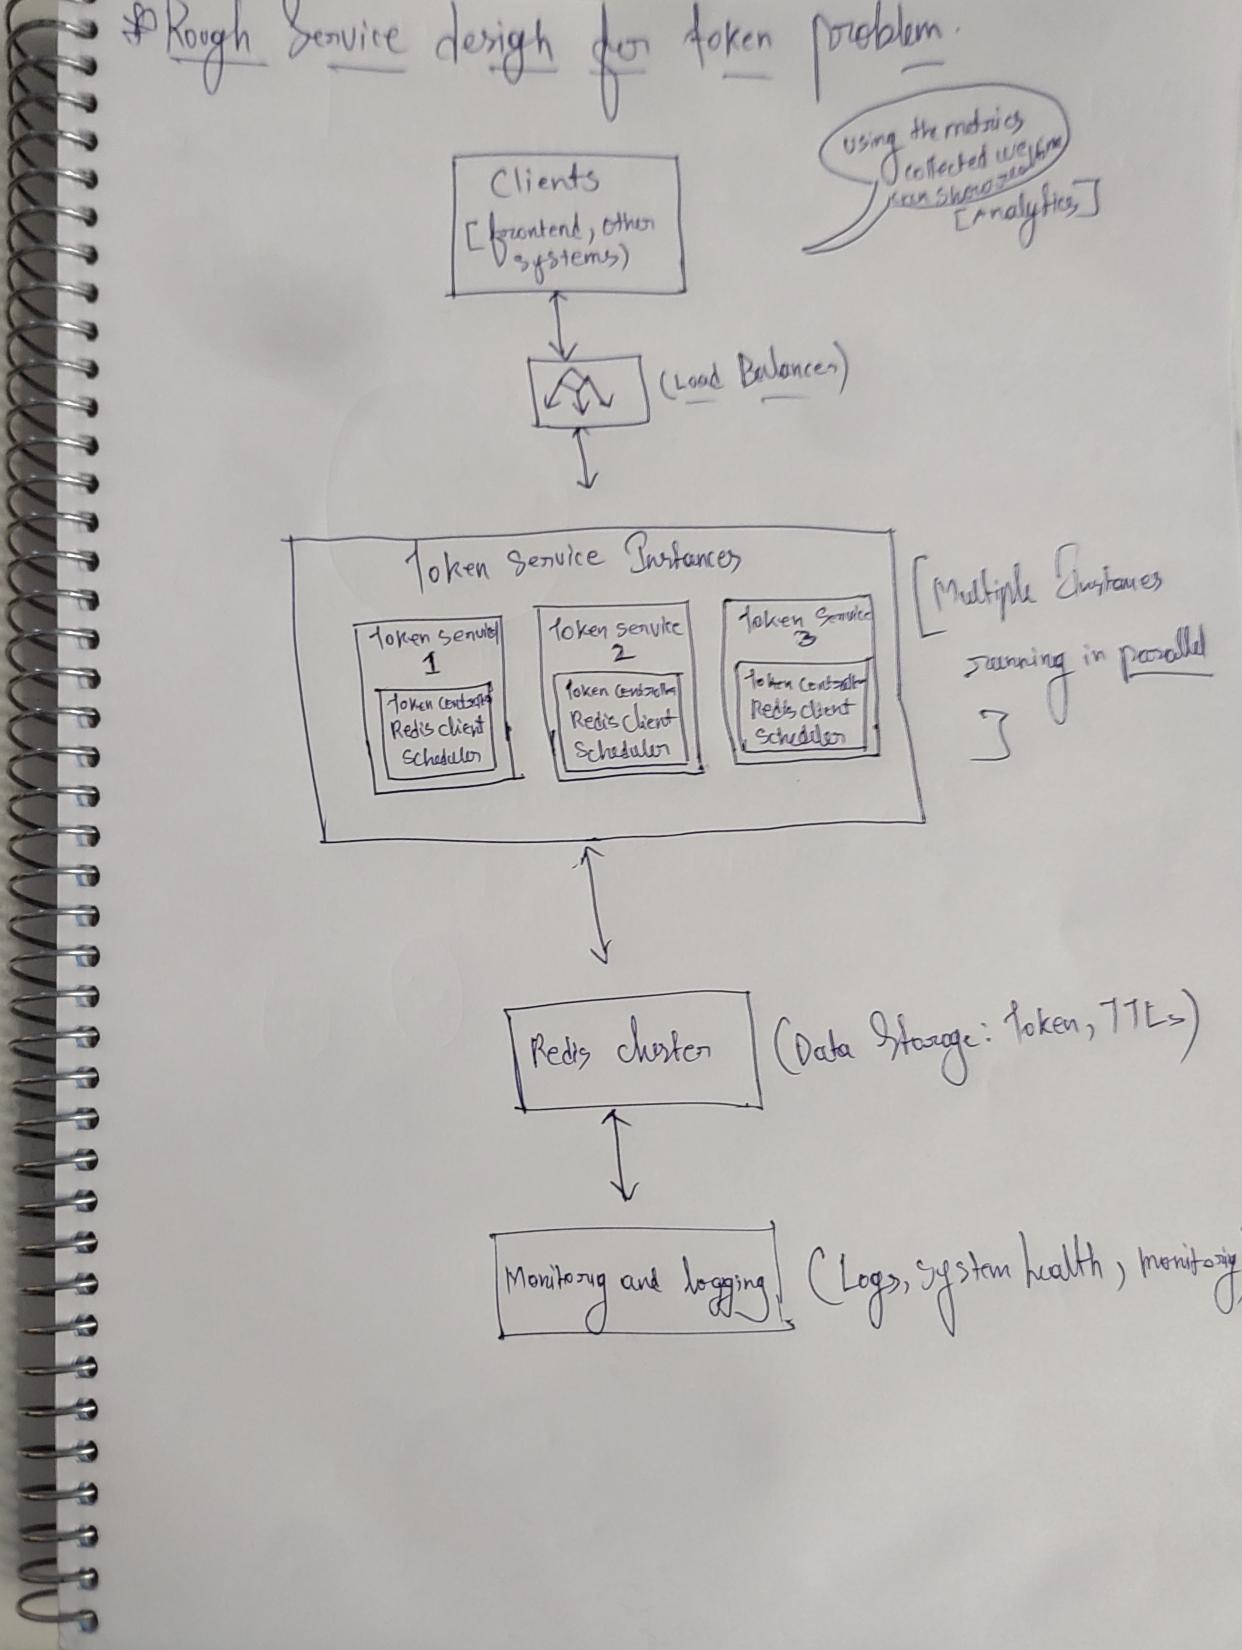 Rough Service design for token problem.
using the metrics
collected we
can show realtime
[Analytics]
Clients
[frontend, other
systems)
(Load Balancer)
Token Service Instances
[Multiple Instances
running in parallel
]
Token Service
1
Token Controller
Redis client
Scheduler
Token Service
2
Token Controller
Redis Client
Scheduler
Token Service
3
Token Controller
Redis client
Scheduler
Redis cluster
(Data Storage: Token, TTLs)
Monitoring and logging
(Logs, system health, monitoring)